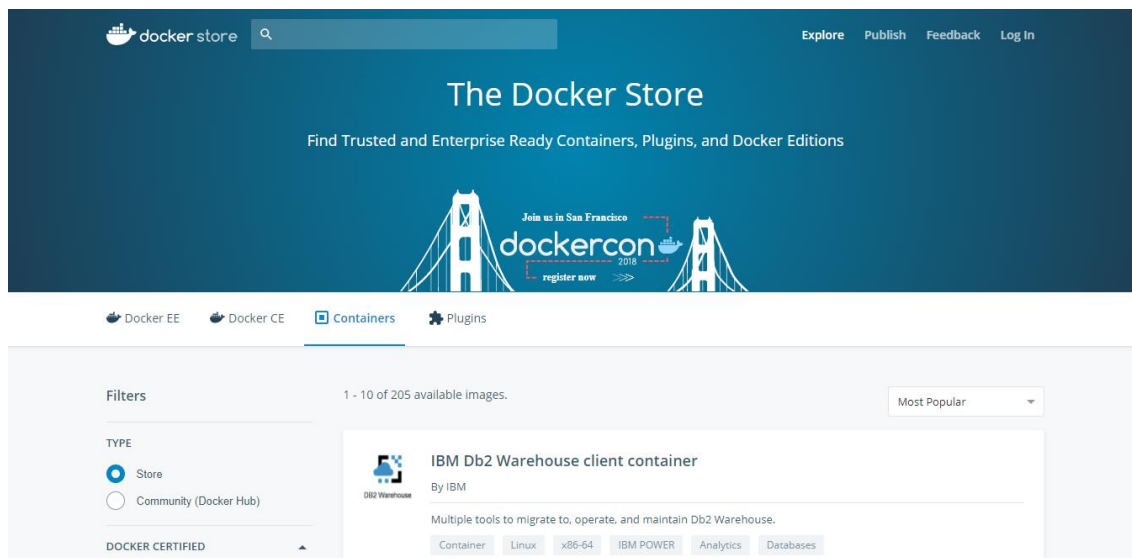 docker store
Explore Publish Feedback Log In
The Docker Store
Find Trusted and Enterprise Ready Containers, Plugins, and Docker Editions
Join us in San Francisco
dockercon
2018
register now >>>
Docker EE Docker CE Containers Plugins
Filters
1 - 10 of 205 available images.
Most Popular
TYPE
Store
Community (Docker Hub)
DOCKER CERTIFIED
DB2 Warehouse
IBM Db2 Warehouse client container
By IBM
Multiple tools to migrate to, operate, and maintain Db2 Warehouse.
Container Linux x86-64 IBM POWER Analytics Databases